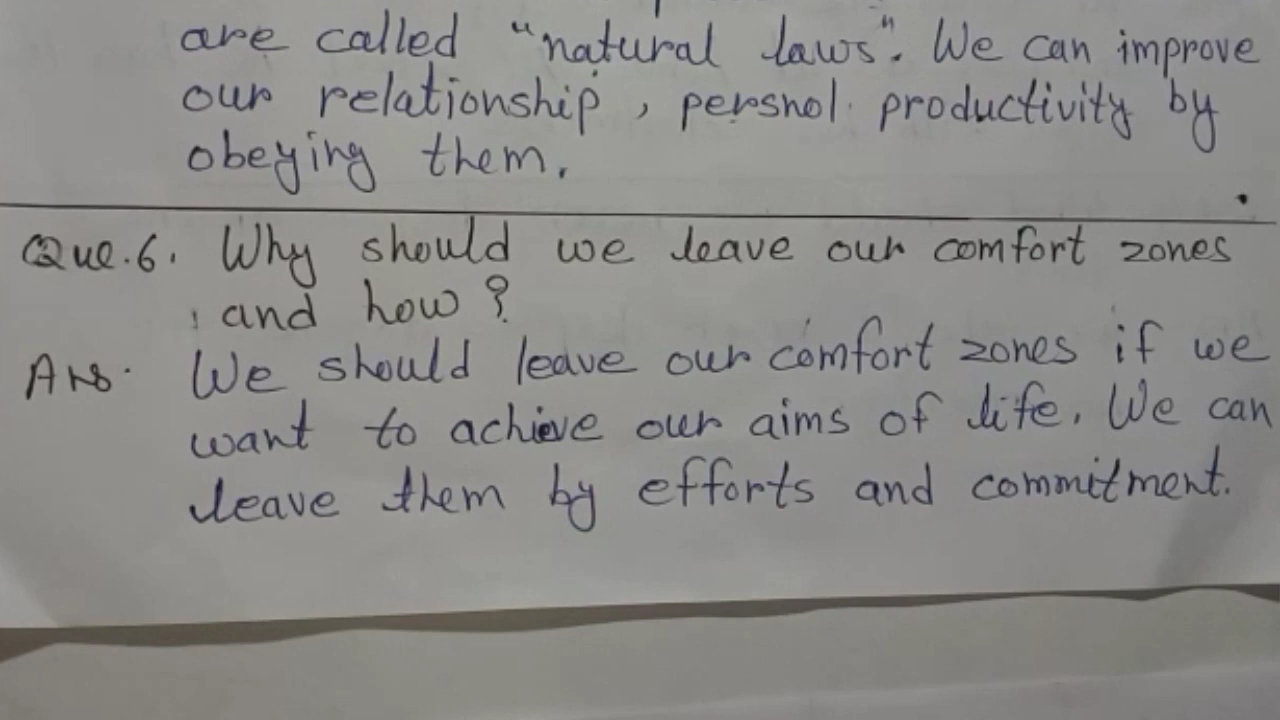 are called "natural laws". We can improve
our relationship, persnol productivity by
obeying them.
Que.6. Why should we leave our comfort zones
and how?
Ans. We should leave our comfort zones if we
want to achieve our aims of life. We can
leave them by efforts and commitment.